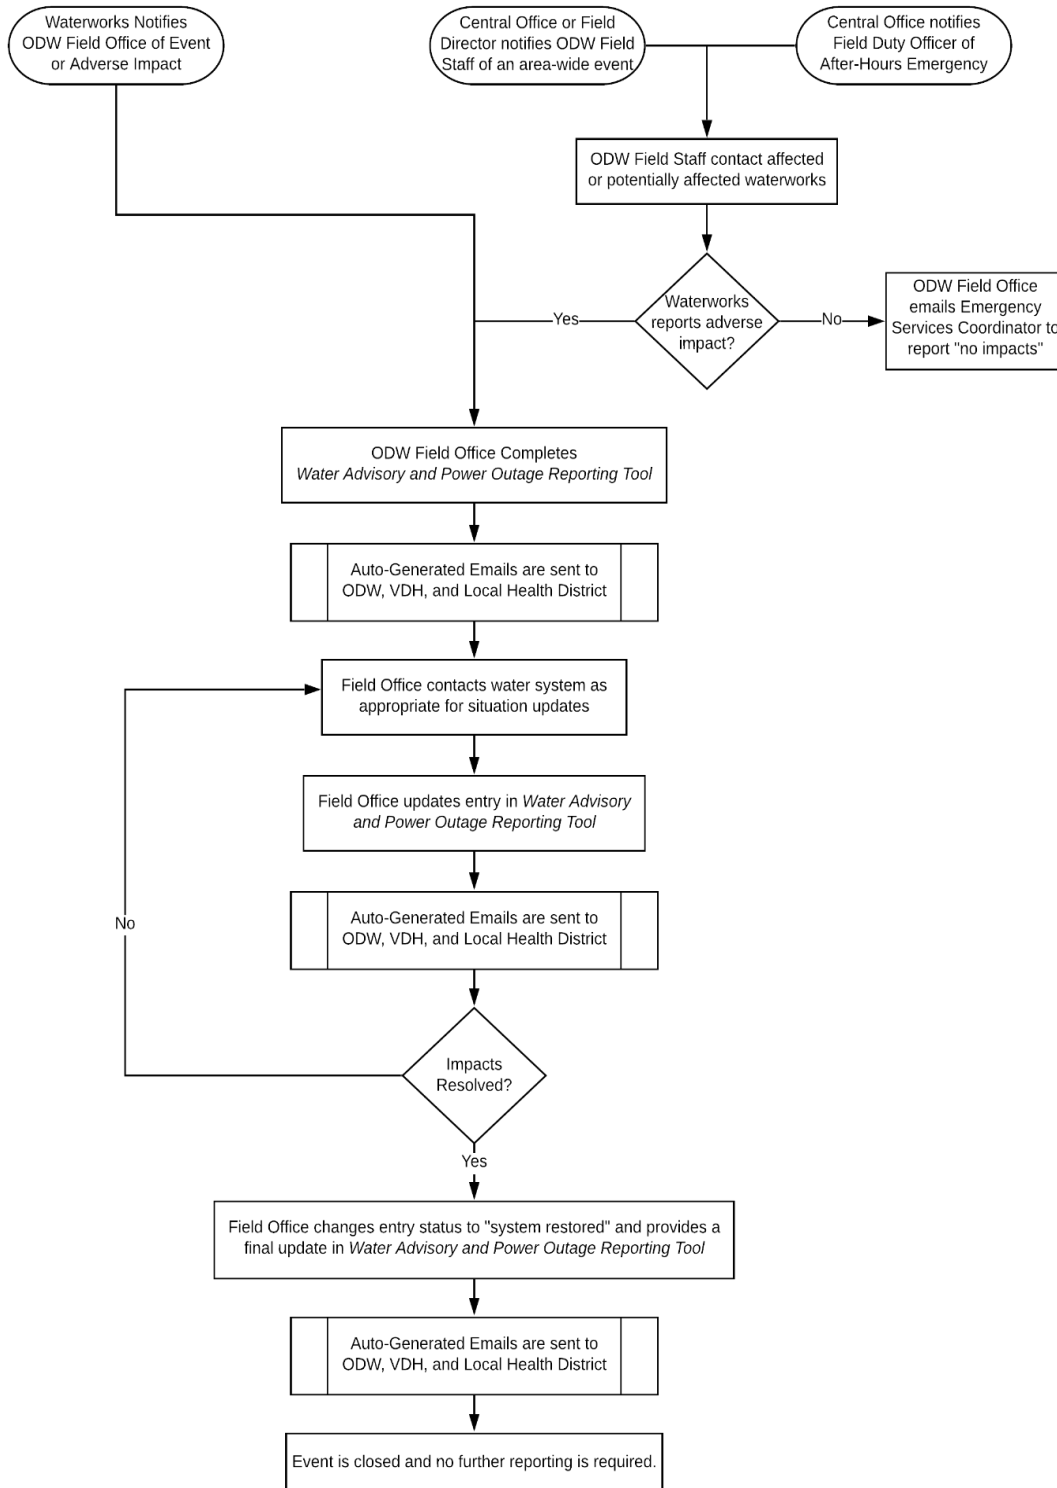 Waterworks Notifies
ODW Field Office of Event
or Adverse Impact
Central Office or Field
Director notifies ODW Field
Staff of an area-wide event
Central Office notifies
Field Duty Officer of
After-Hours Emergency
ODW Field Staff contact affected
or potentially affected waterworks
Waterworks
reports adverse
impact?
Yes
No
ODW Field Office
emails Emergency
Services Coordinator to
report "no impacts"
ODW Field Office Completes
Water Advisory and Power Outage Reporting Tool
Auto-Generated Emails are sent to
ODW, VDH, and Local Health District
Field Office contacts water system as
appropriate for situation updates
Field Office updates entry in Water Advisory
and Power Outage Reporting Tool
Auto-Generated Emails are sent to
ODW, VDH, and Local Health District
No
Impacts
Resolved?
Yes
Field Office changes entry status to "system restored" and provides a
final update in Water Advisory and Power Outage Reporting Tool
Auto-Generated Emails are sent to
ODW, VDH, and Local Health District
Event is closed and no further reporting is required.